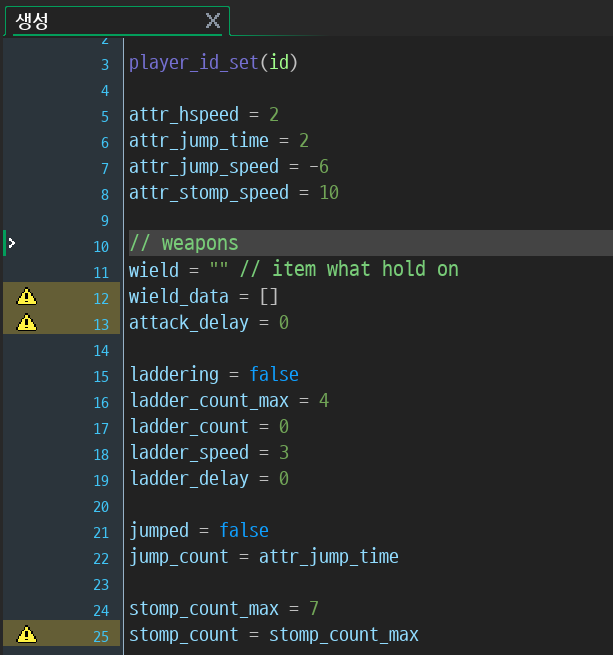 생성
2
3 player_id_set(id)
4
5 attr_hspeed = 2
6 attr_jump_time = 2
7 attr_jump_speed = -6
8 attr_stomp_speed = 10
9
10 // weapons
11 wield = "" // item what hold on
12 wield_data = []
13 attack_delay = 0
14
15 laddering = false
16 ladder_count_max = 4
17 ladder_count = 0
18 ladder_speed = 3
19 ladder_delay = 0
20
21 jumped = false
22 jump_count = attr_jump_time
23
24 stomp_count_max = 7
25 stomp_count = stomp_count_max